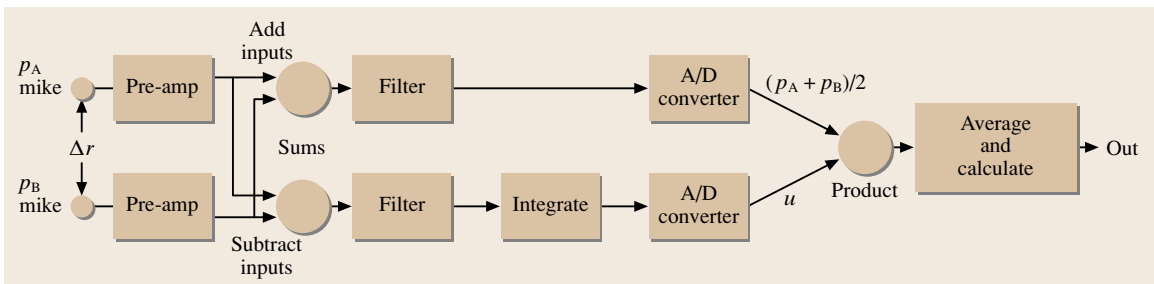 Add
inputs
p_A
mike
Pre-amp
Filter
A/D
converter
(p_A + p_B)/2
Δr
Sums
Average
and
calculate
Out
Product
p_B
mike
Pre-amp
Filter
Integrate
A/D
converter
u
Subtract
inputs